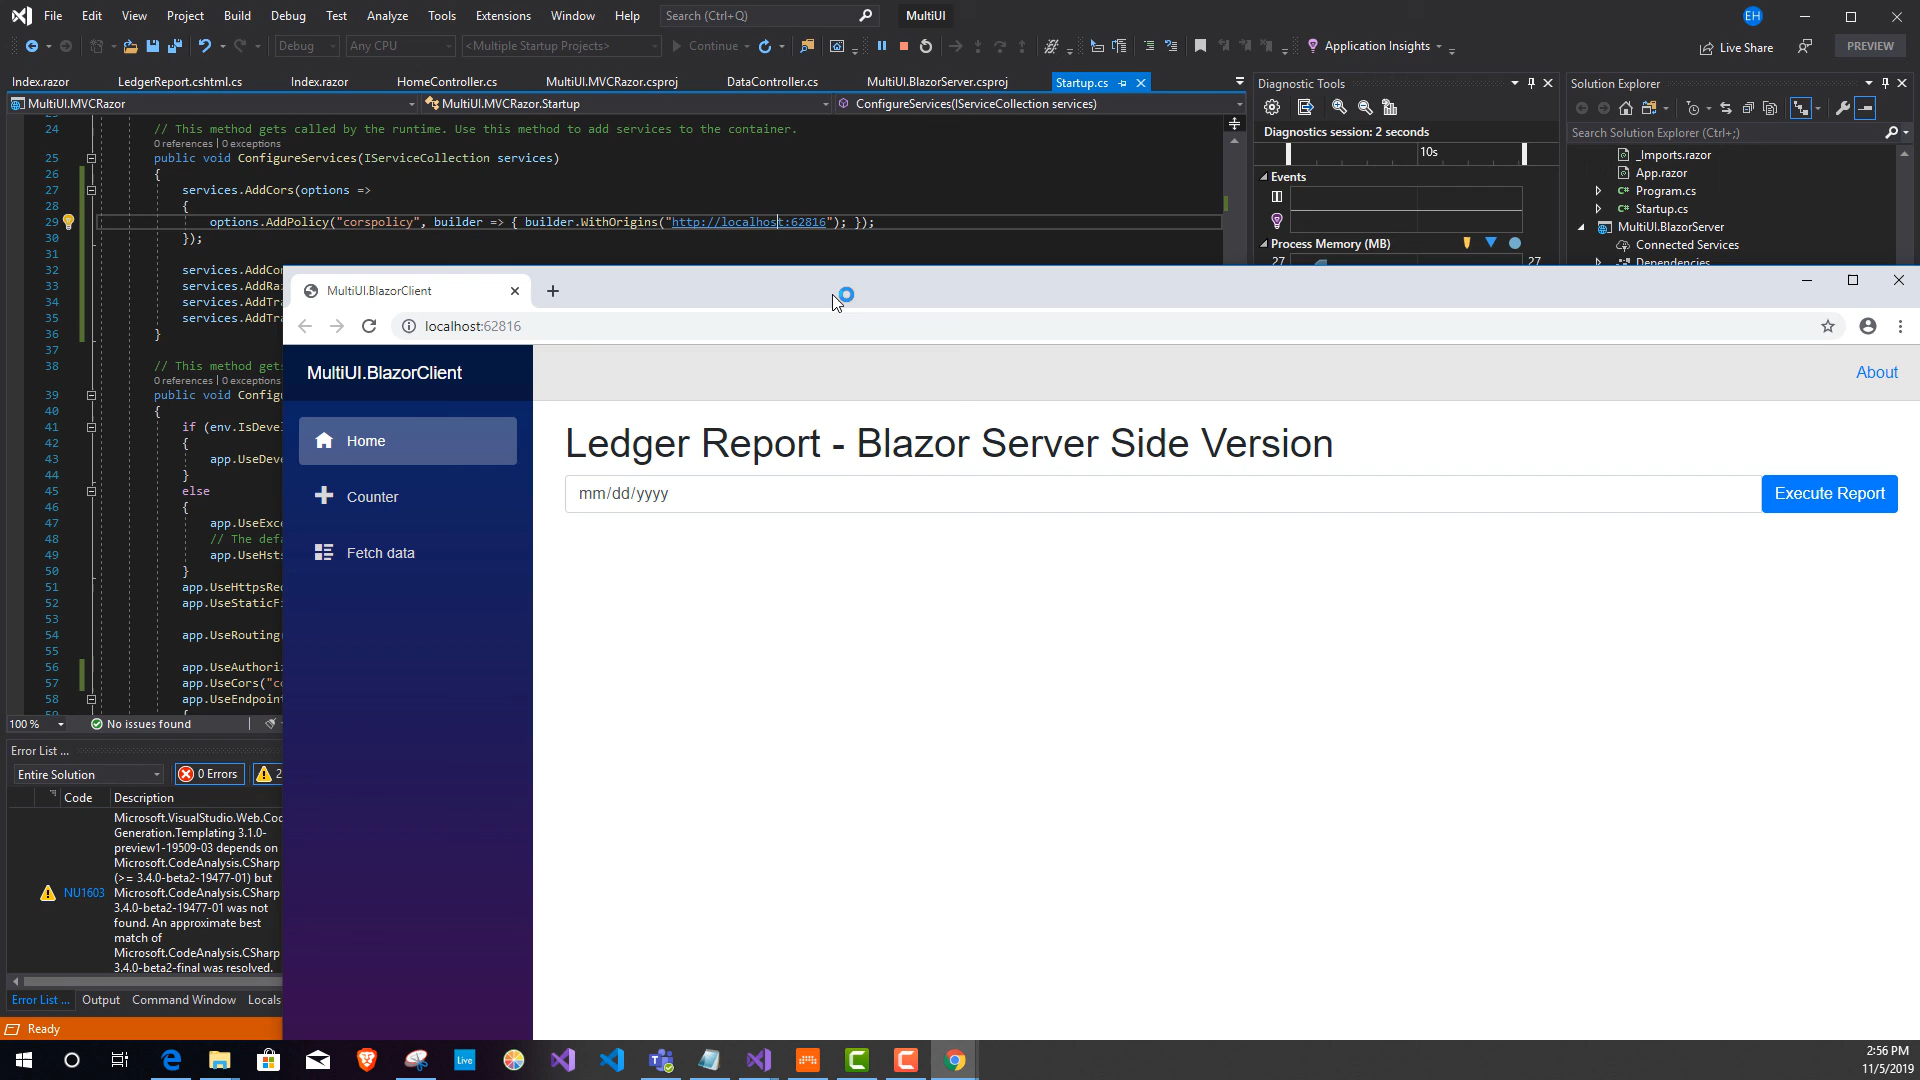 File Edit View Project Build Debug Test Analyze Tools Extensions Window Help Search (Ctrl+Q) MultiUI EH
Debug Any CPU <Multiple Startup Projects> Continue Application Insights Live Share PREVIEW
Index.razor LedgerReport.cshtml.cs Index.razor HomeController.cs MultiUI.MVCRazor.csproj DataController.cs MultiUI.BlazorServer.csproj Startup.cs
MultiUI.MVCRazor MultiUI.MVCRazor.Startup ConfigureServices(IServiceCollection services)
24 // This method gets called by the runtime. Use this method to add services to the container.
0 references | 0 exceptions
25 public void ConfigureServices(IServiceCollection services)
26 {
27 services.AddCors(options =>
28 {
29 options.AddPolicy("corspolicy", builder => { builder.WithOrigins("http://localhost:62816"); });
30 });
31
32 services.AddCo
33 services.AddRa
34 services.AddTra
35 services.AddTra
36 }
37
38 // This method get
0 references | 0 exceptions
39 public void Config
40 {
41 if (env.IsDeve
42 {
43 app.UseDev
44 }
45 else
46 {
47 app.UseExc
48 // The defa
49 app.UseHst
50 }
51 app.UseHttpsRe
52 app.UseStaticF
53
54 app.UseRouting
55
56 app.UseAuthori
57 app.UseCors("c
58 app.UseEndpoint
59 {
100 % No issues found
Diagnostic Tools
Diagnostics session: 2 seconds
10s
Events
Process Memory (MB)
27 27
Solution Explorer
Search Solution Explorer (Ctrl+;)
_Imports.razor
App.razor
C# Program.cs
C# Startup.cs
MultiUI.BlazorServer
Connected Services
Dependencies
MultiUI.BlazorClient
localhost:62816
MultiUI.BlazorClient About
Home
Counter
Fetch data
Ledger Report - Blazor Server Side Version
mm/dd/yyyy Execute Report
Error List ...
Entire Solution 0 Errors 2
Code Description
NU1603
Microsoft.VisualStudio.Web.Cod
Generation.Templating 3.1.0-
preview1-19509-03 depends on
Microsoft.CodeAnalysis.CSharp
(>= 3.4.0-beta2-19477-01) but
Microsoft.CodeAnalysis.CSharp
3.4.0-beta2-19477-01 was not
found. An approximate best
match of
Microsoft.CodeAnalysis.CSharp
3.4.0-beta2-final was resolved.
Error List ... Output Command Window Locals
Ready
Live
2:56 PM
11/5/2019